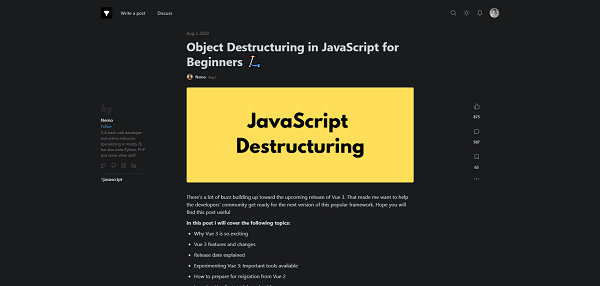 Write a post Discuss
Aug 2 2020
Object Destructuring in JavaScript for
Beginners
Nemo Aug 2
JavaScript
Destructuring
by
Nemo
Follow
Full stack web developer
and online instructor,
specializing in mostly JS
but also write Python, PHP
and some other stuff
#javascript
875
587
There's a lot of buzz building up toward the upcoming release of Vue 3. That made me want to help
the developers' community get ready for the next version of this popular framework. Hope you will
find this post useful
In this post I will cover the following topics:
Why Vue 3 is so exciting
Vue 3 features and changes
Release date explained
Experimenting Vue 3: Important tools available
How to prepare for migration from Vue 2